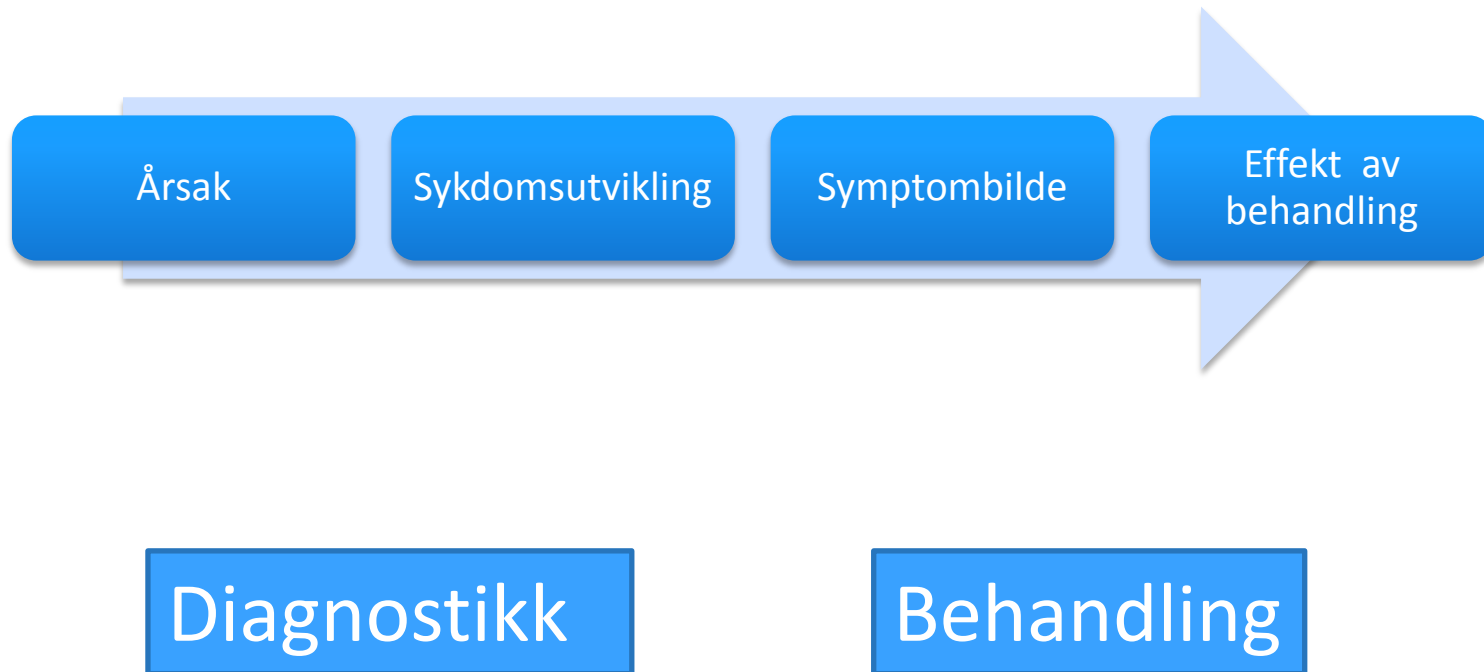 Årsak
Sykdomsutvikling
Symptombilde
Effekt av
behandling
Diagnostikk
Behandling